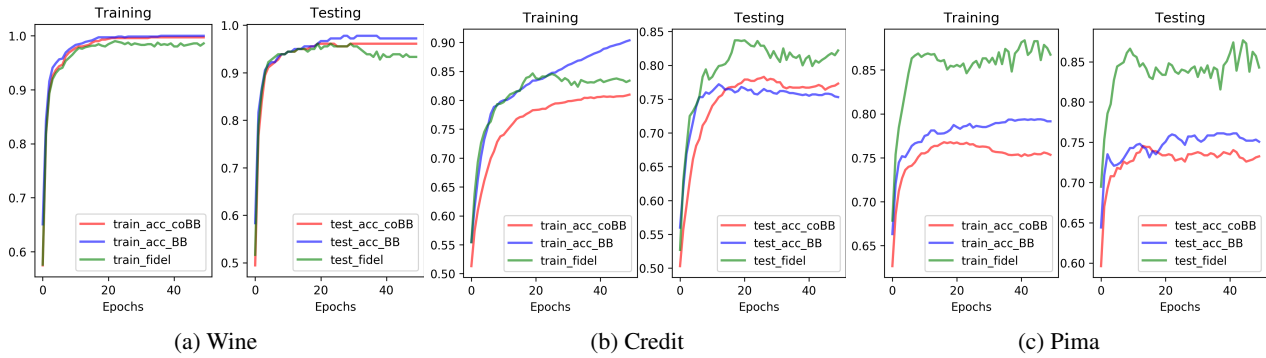 Training
1.0
0.9
0.8
0.7
0.6
0
20
40
Epochs
train_acc_coBB
train_acc_BB
train_fidel
Testing
1.0
0.9
0.8
0.7
0.6
0.5
0
20
40
Epochs
test_acc_coBB
test_acc_BB
test_fidel
(a) Wine
Training
0.90
0.85
0.80
0.75
0.70
0.65
0.60
0.55
0.50
0
20
40
Epochs
train_acc_coBB
train_acc_BB
train_fidel
Testing
0.85
0.80
0.75
0.70
0.65
0.60
0.55
0.50
0
20
40
Epochs
test_acc_coBB
test_acc_BB
test_fidel
(b) Credit
Training
0.85
0.80
0.75
0.70
0.65
0
20
40
Epochs
train_acc_coBB
train_acc_BB
train_fidel
Testing
0.85
0.80
0.75
0.70
0.65
0.60
0
20
40
Epochs
test_acc_coBB
test_acc_BB
test_fidel
(c) Pima